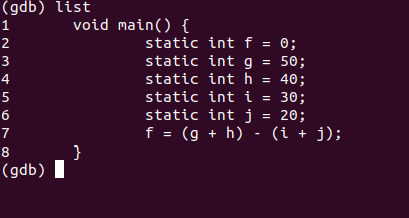 (gdb) list
1       void main() {
2               static int f = 0;
3               static int g = 50;
4               static int h = 40;
5               static int i = 30;
6               static int j = 20;
7               f = (g + h) - (i + j);
8       }
(gdb)